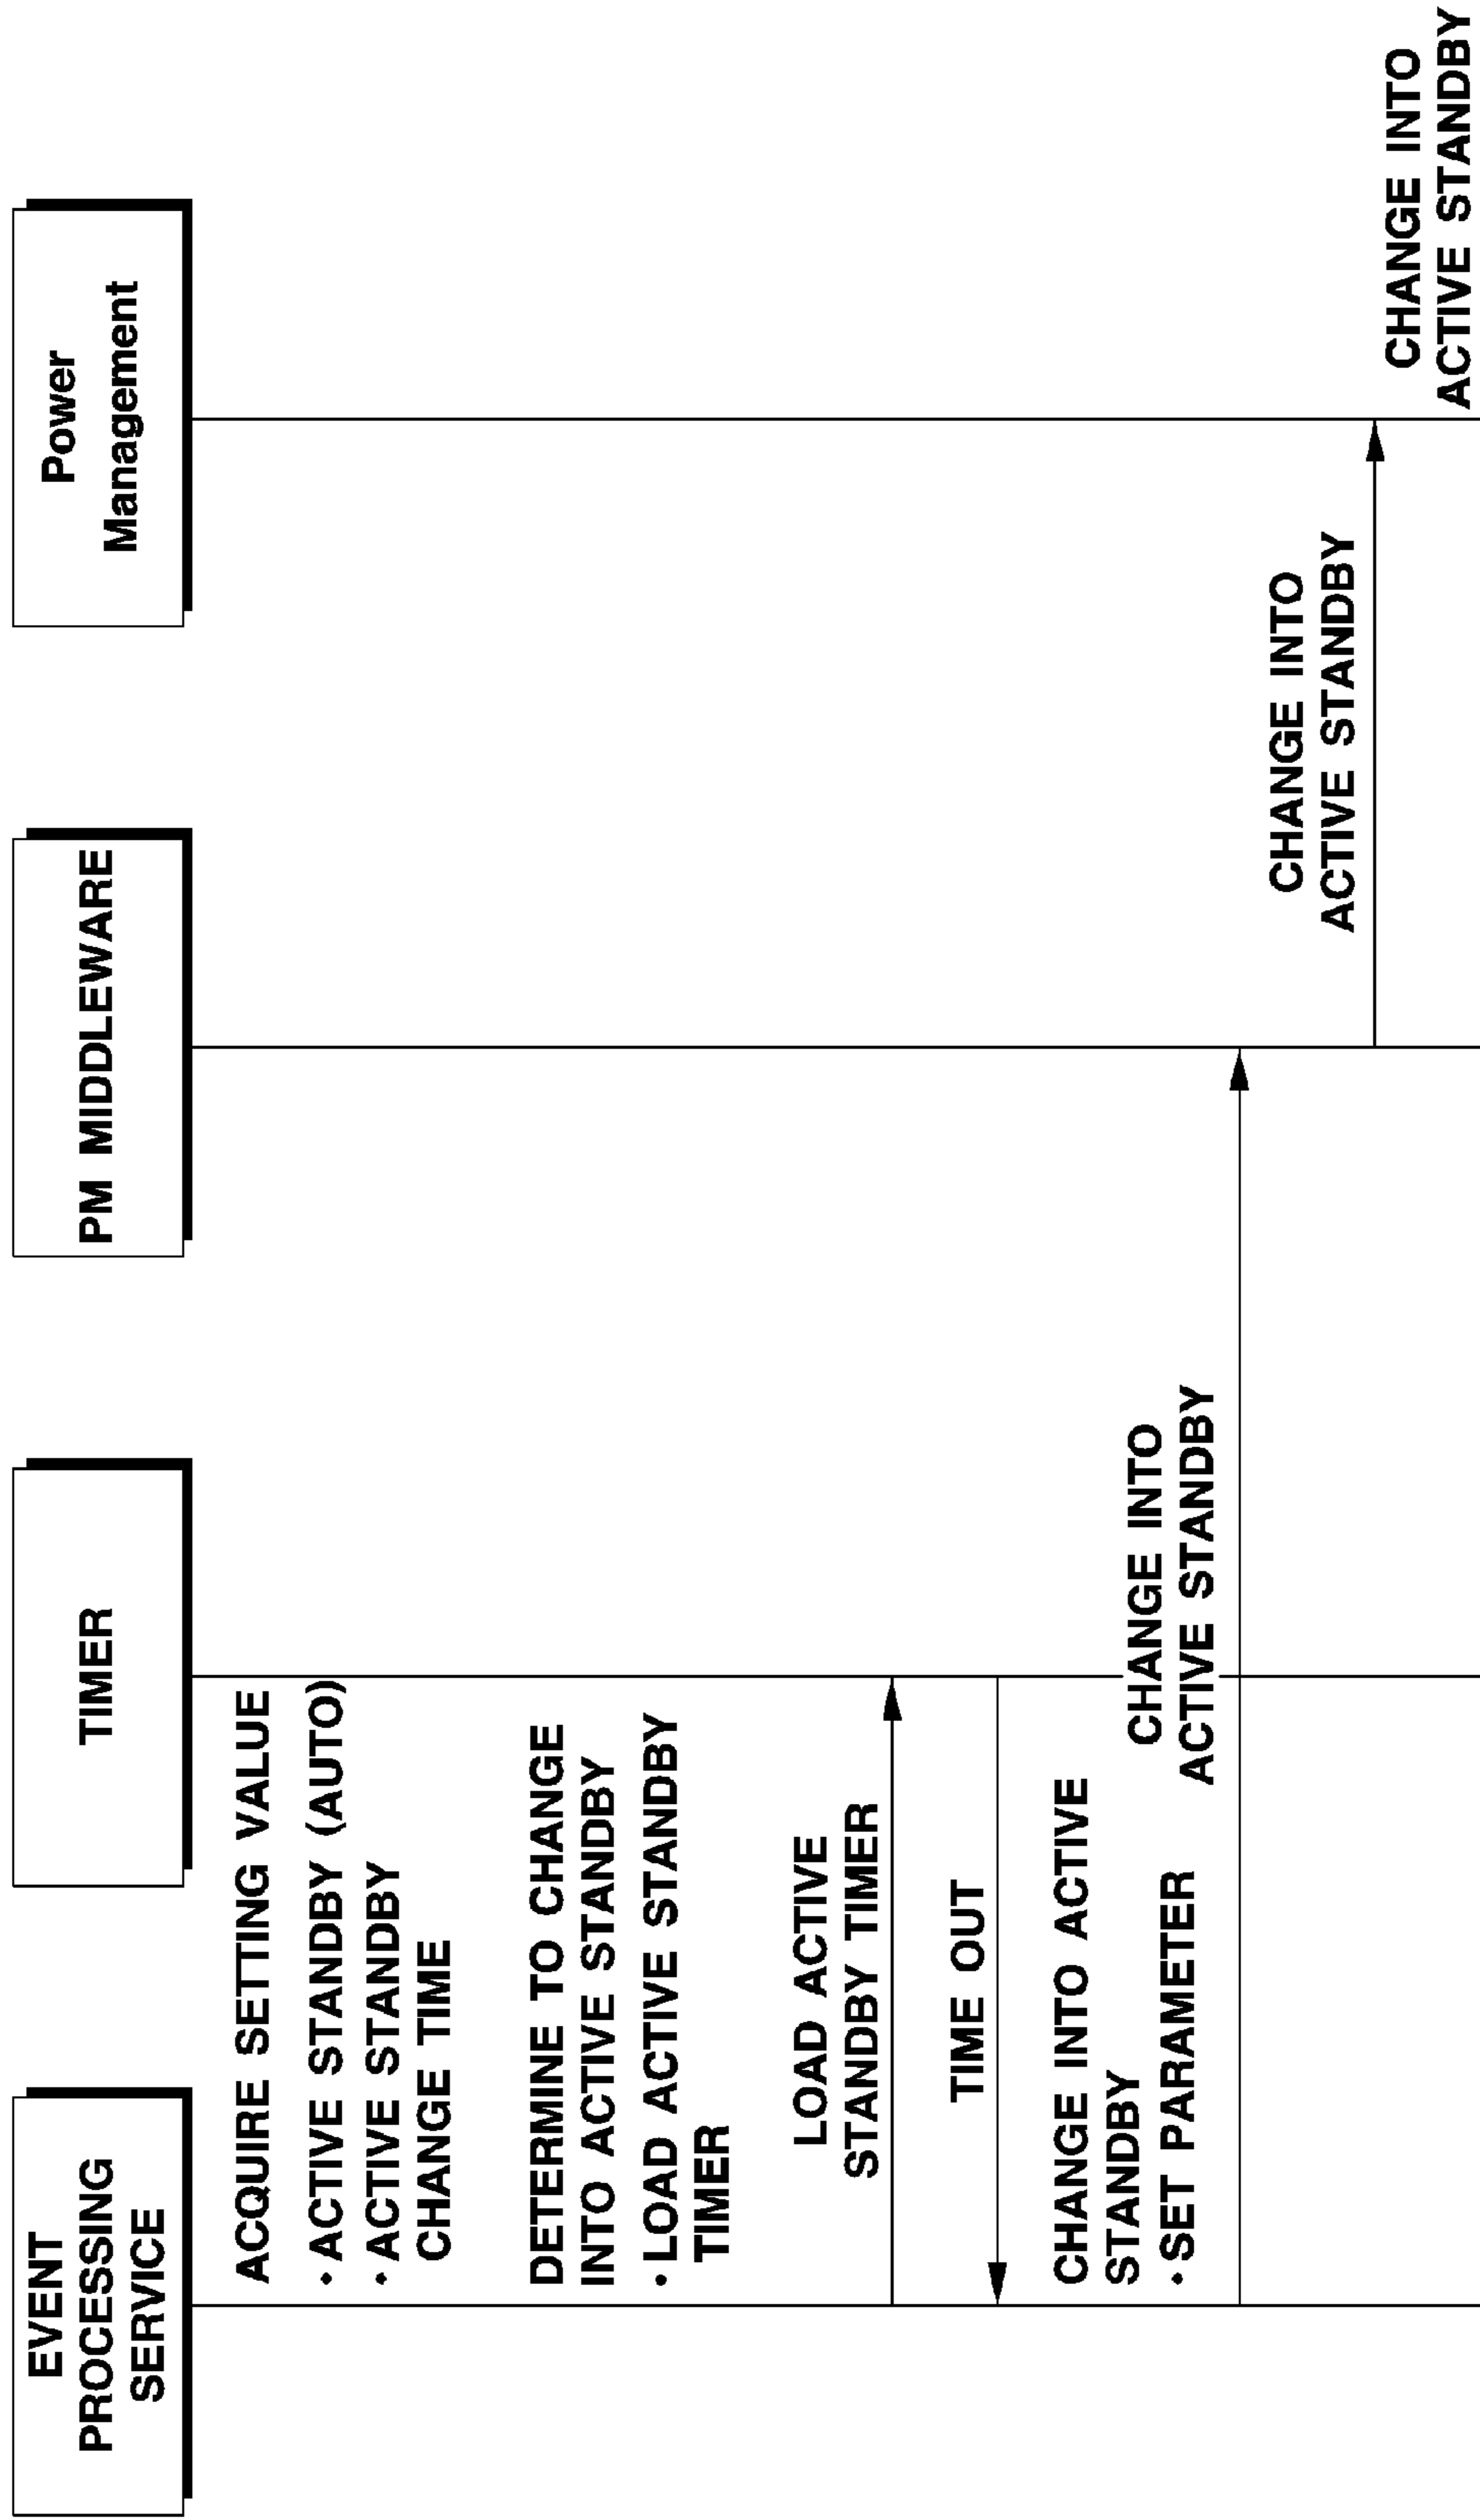 EVENT
PROCESSING
SERVICE
TIMER
PM MIDDLEWARE
Power
Management
ACQUIRE SETTING VALUE
・ACTIVE STANDBY (AUTO)
・ACTIVE STANDBY
CHANGE TIME
DETERMINE TO CHANGE
INTO ACTIVE STANDBY
・LOAD ACTIVE STANDBY
TIMER
LOAD ACTIVE
STANDBY TIMER
TIME OUT
CHANGE INTO ACTIVE
STANDBY
・SET PARAMETER
CHANGE INTO
ACTIVE STANDBY
CHANGE INTO
ACTIVE STANDBY
CHANGE INTO
ACTIVE STANDBY